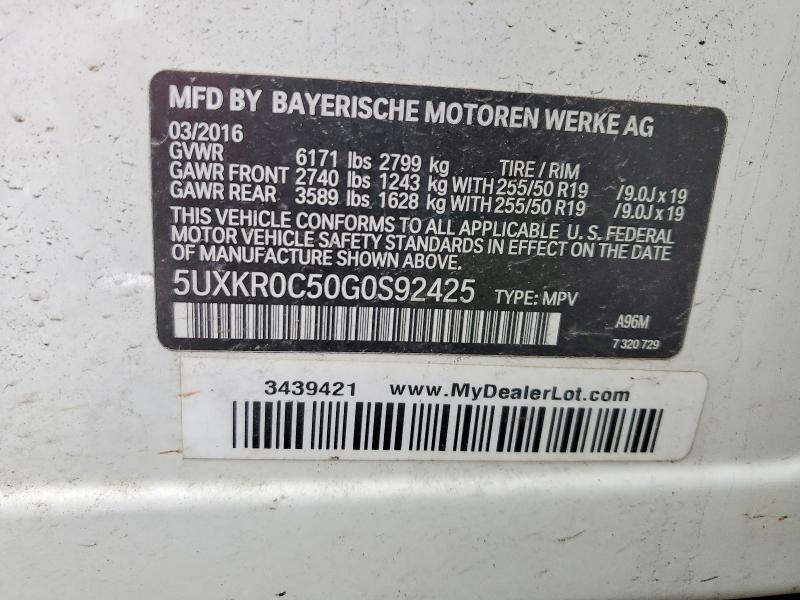 MFD BY BAYERISCHE MOTOREN WERKE AG
03/2016
GVWR 6171 lbs 2799 kg TIRE / RIM
GAWR FRONT 2740 lbs 1243 kg WITH 255/50 R19 /9.0J x 19
GAWR REAR 3589 lbs 1628 kg WITH 255/50 R19 /9.0J x 19
THIS VEHICLE CONFORMS TO ALL APPLICABLE U. S. FEDERAL
MOTOR VEHICLE SAFETY STANDARDS IN EFFECT ON THE DATE
OF MANUFACTURE SHOWN ABOVE.
5UXKR0C50G0S92425 TYPE: MPV
A96M
7 320 729
3439421 www.MyDealerLot.com